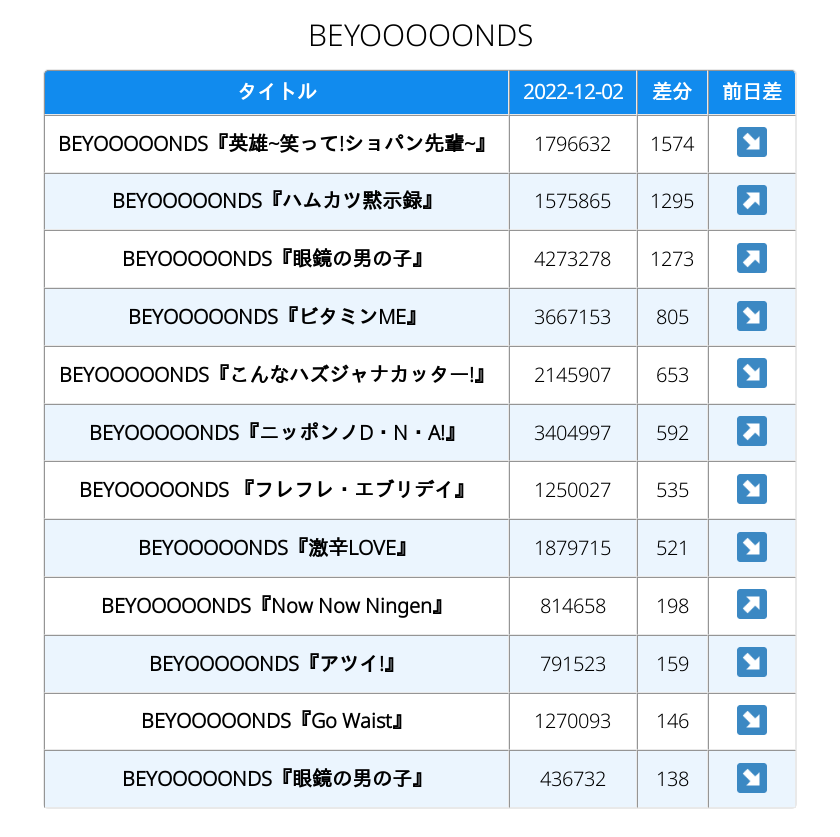 BEYOOOOONDS
タイトル 2022-12-02 差分 前日差
BEYOOOOONDS『英雄~笑って!ショパン先輩~』 1796632 1574 ↘
BEYOOOOONDS『ハムカツ黙示録』 1575865 1295 ↗
BEYOOOOONDS『眼鏡の男の子』 4273278 1273 ↗
BEYOOOOONDS『ビタミンME』 3667153 805 ↘
BEYOOOOONDS『こんなハズジャナカッター!』 2145907 653 ↘
BEYOOOOONDS『ニッポンノD・N・A!』 3404997 592 ↗
BEYOOOOONDS 『フレフレ・エブリデイ』 1250027 535 ↘
BEYOOOOONDS『激辛LOVE』 1879715 521 ↘
BEYOOOOONDS『Now Now Ningen』 814658 198 ↗
BEYOOOOONDS『アツイ!』 791523 159 ↘
BEYOOOOONDS『Go Waist』 1270093 146 ↘
BEYOOOOONDS『眼鏡の男の子』 436732 138 ↘